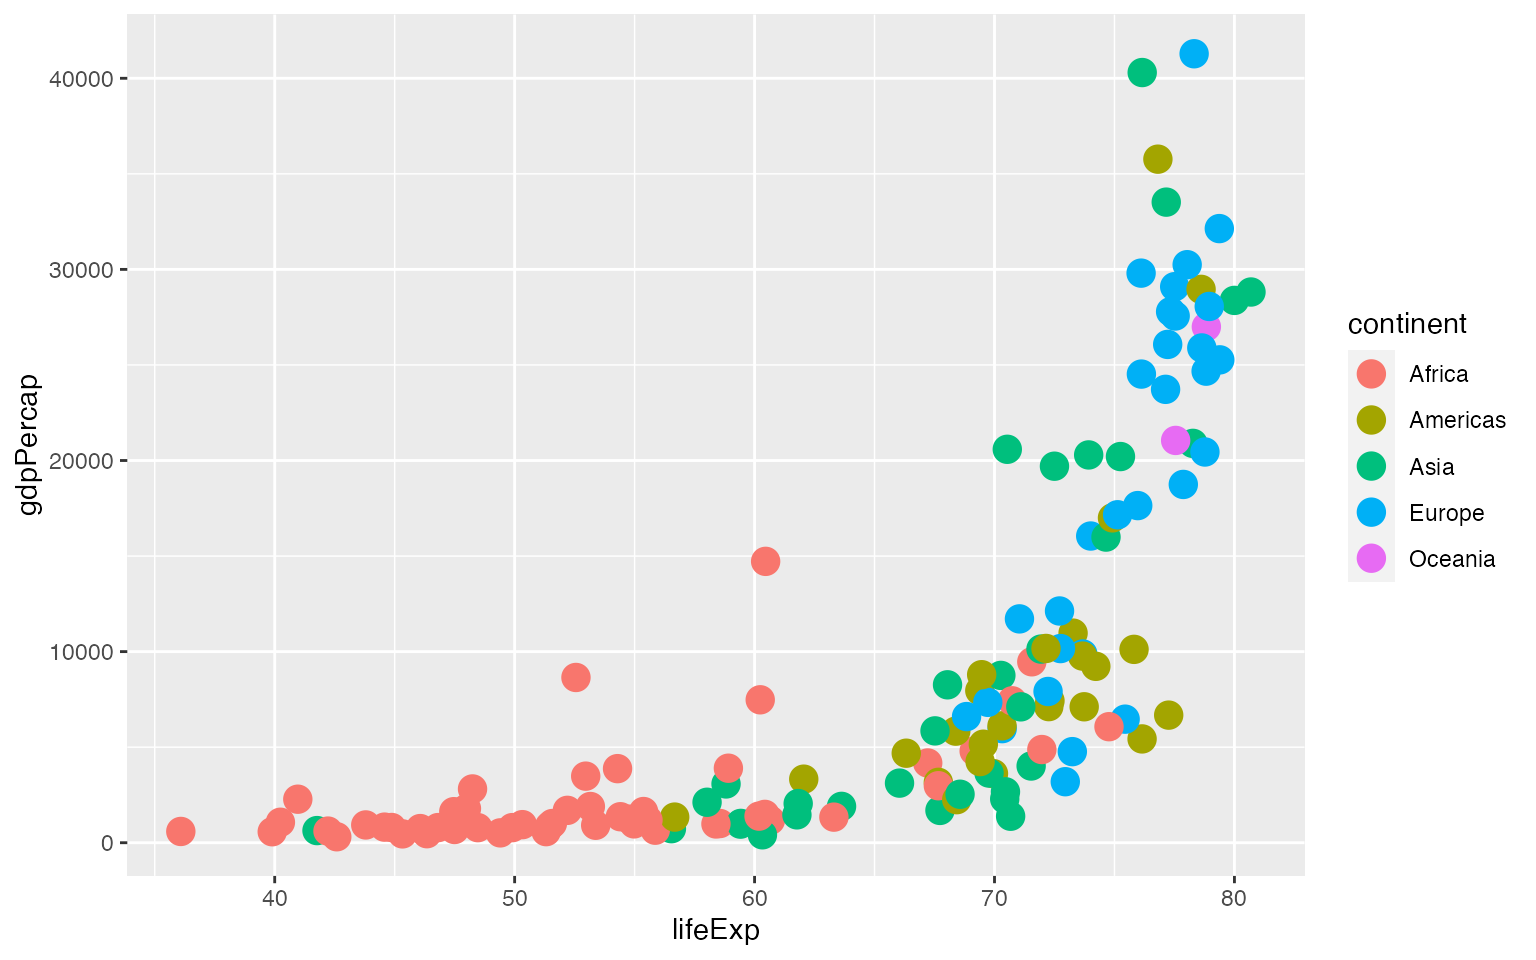 gdpPercap
40000
30000
20000
10000
0
40 50 60 70 80
lifeExp
continent
Africa
Americas
Asia
Europe
Oceania